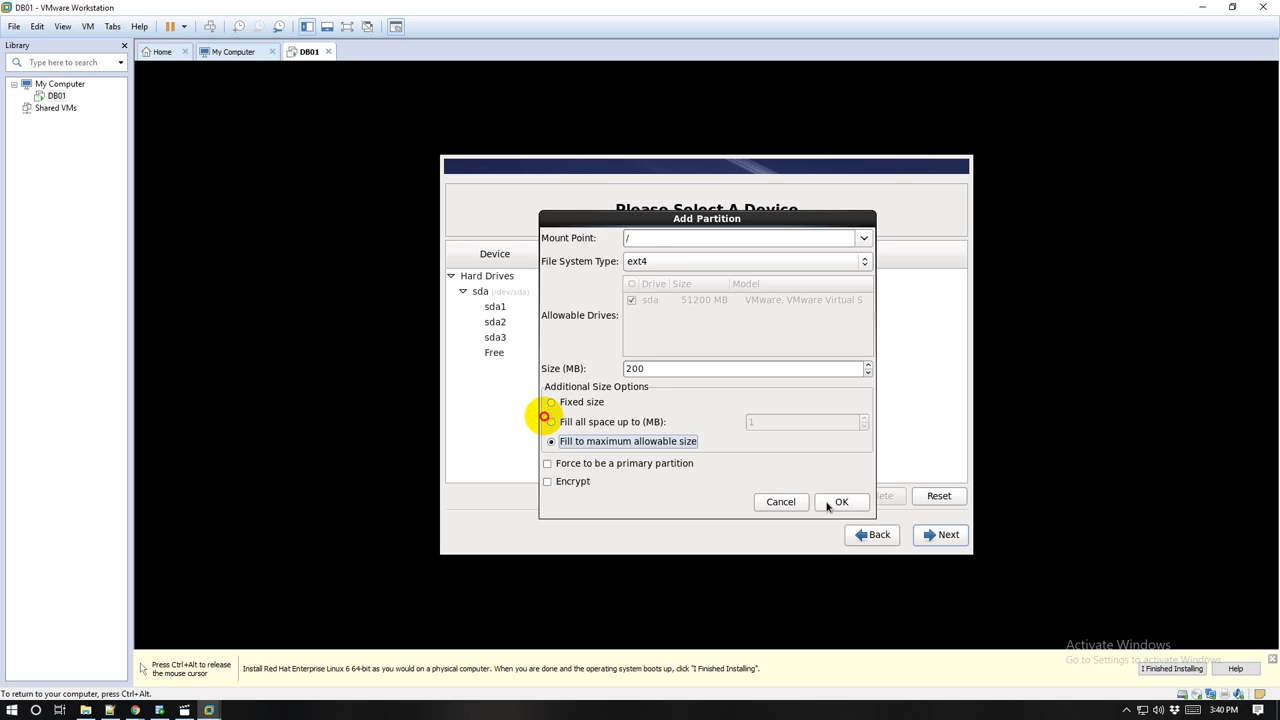 DB01 - VMware Workstation
File Edit View VM Tabs Help
Library
Home My Computer DB01
Type here to search
My Computer
DB01
Shared VMs
Please Select A Device
Add Partition
Mount Point: /
File System Type: ext4
Device
Drive Size Model
Hard Drives
sda (/dev/sda)
sda 51200 MB VMware, VMware Virtual S
sda1
Allowable Drives:
sda2
sda3
Free
Size (MB): 200
Additional Size Options
Fixed size
Fill all space up to (MB): 1
Fill to maximum allowable size
Force to be a primary partition
Encrypt
Cancel OK
Reset
Back Next
Activate Windows
Go to Settings to activate Windows.
Press Ctrl+Alt to release
the mouse cursor
Install Red Hat Enterprise Linux 6 64-bit as you would on a physical computer. When you are done and the operating system boots up, click "I Finished Installing".
I Finished Installing Help
To return to your computer, press Ctrl+Alt.
3:40 PM